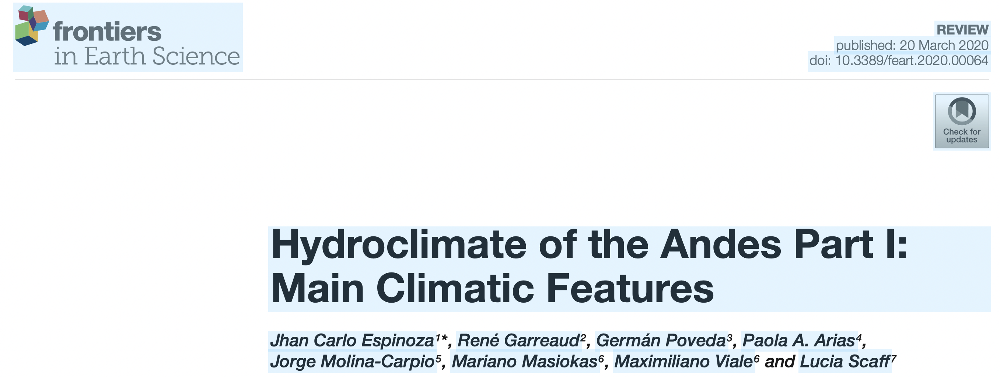 frontiers
in Earth Science
REVIEW
published: 20 March 2020
doi: 10.3389/feart.2020.00064
Check for
updates
Hydroclimate of the Andes Part I:
Main Climatic Features
Jhan Carlo Espinoza1*, René Garreaud2, Germán Poveda3, Paola A. Arias4,
Jorge Molina-Carpio5, Mariano Masiokas6, Maximiliano Viale6 and Lucia Scaff7